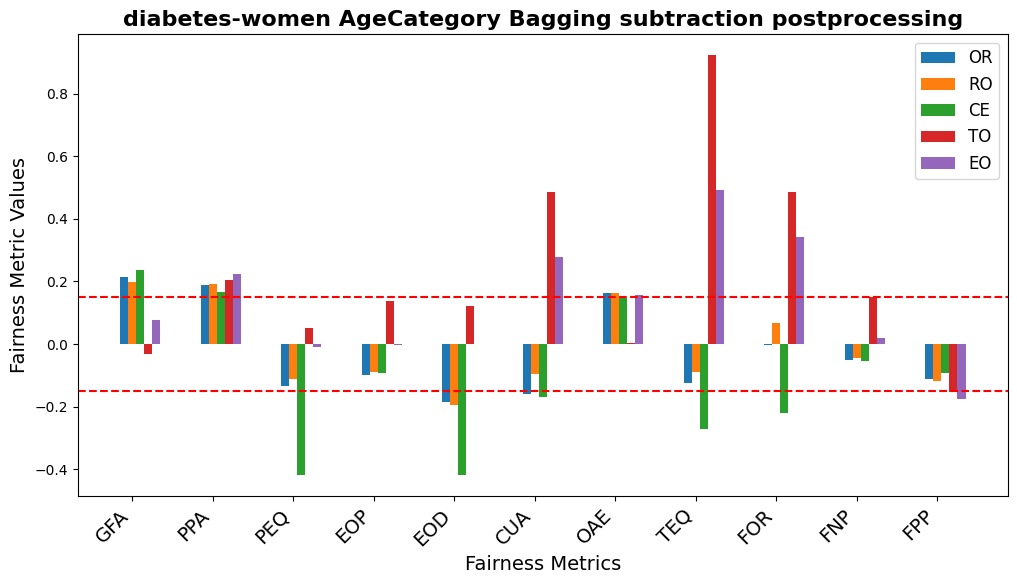 diabetes-women AgeCategory Bagging subtraction postprocessing
OR
RO
CE
TO
EO
Fairness Metric Values
0.8
0.6
0.4
0.2
0.0
−0.2
−0.4
GFA
PPA
PEQ
EOP
EOD
CUA
OAE
TEQ
FOR
FNP
FPP
Fairness Metrics